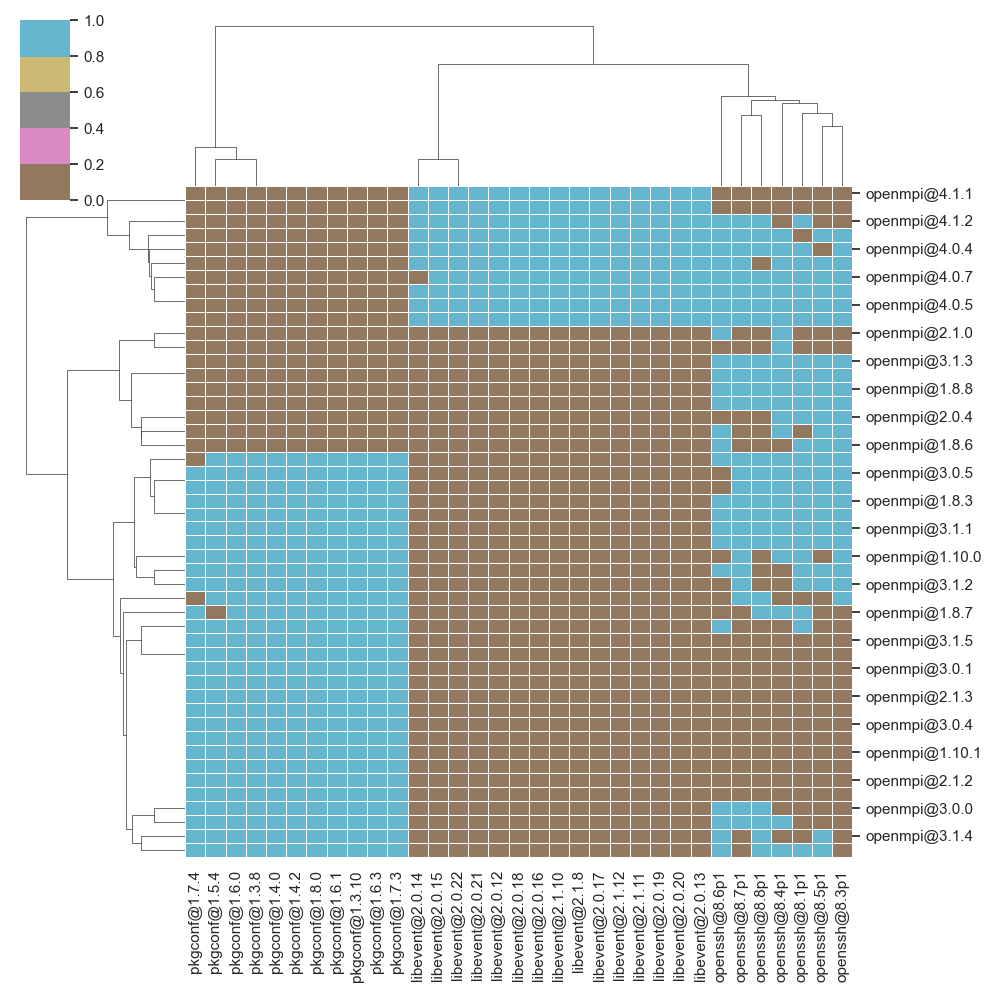 1.0
0.8
0.6
0.4
0.2
0.0
openmpi@4.1.1
openmpi@4.1.2
openmpi@4.0.4
openmpi@4.0.7
openmpi@4.0.5
openmpi@2.1.0
openmpi@3.1.3
openmpi@1.8.8
openmpi@2.0.4
openmpi@1.8.6
openmpi@3.0.5
openmpi@1.8.3
openmpi@3.1.1
openmpi@1.10.0
openmpi@3.1.2
openmpi@1.8.7
openmpi@3.1.5
openmpi@3.0.1
openmpi@2.1.3
openmpi@3.0.4
openmpi@1.10.1
openmpi@2.1.2
openmpi@3.0.0
openmpi@3.1.4
pkgconf@1.7.4
pkgconf@1.5.4
pkgconf@1.6.0
pkgconf@1.3.8
pkgconf@1.4.0
pkgconf@1.4.2
pkgconf@1.8.0
pkgconf@1.6.1
pkgconf@1.3.10
pkgconf@1.6.3
pkgconf@1.7.3
libevent@2.0.14
libevent@2.0.15
libevent@2.0.22
libevent@2.0.21
libevent@2.0.12
libevent@2.0.18
libevent@2.0.16
libevent@2.1.10
libevent@2.1.8
libevent@2.0.17
libevent@2.1.12
libevent@2.1.11
libevent@2.0.19
libevent@2.0.20
libevent@2.0.13
openssh@8.6p1
openssh@8.7p1
openssh@8.8p1
openssh@8.4p1
openssh@8.1p1
openssh@8.5p1
openssh@8.3p1